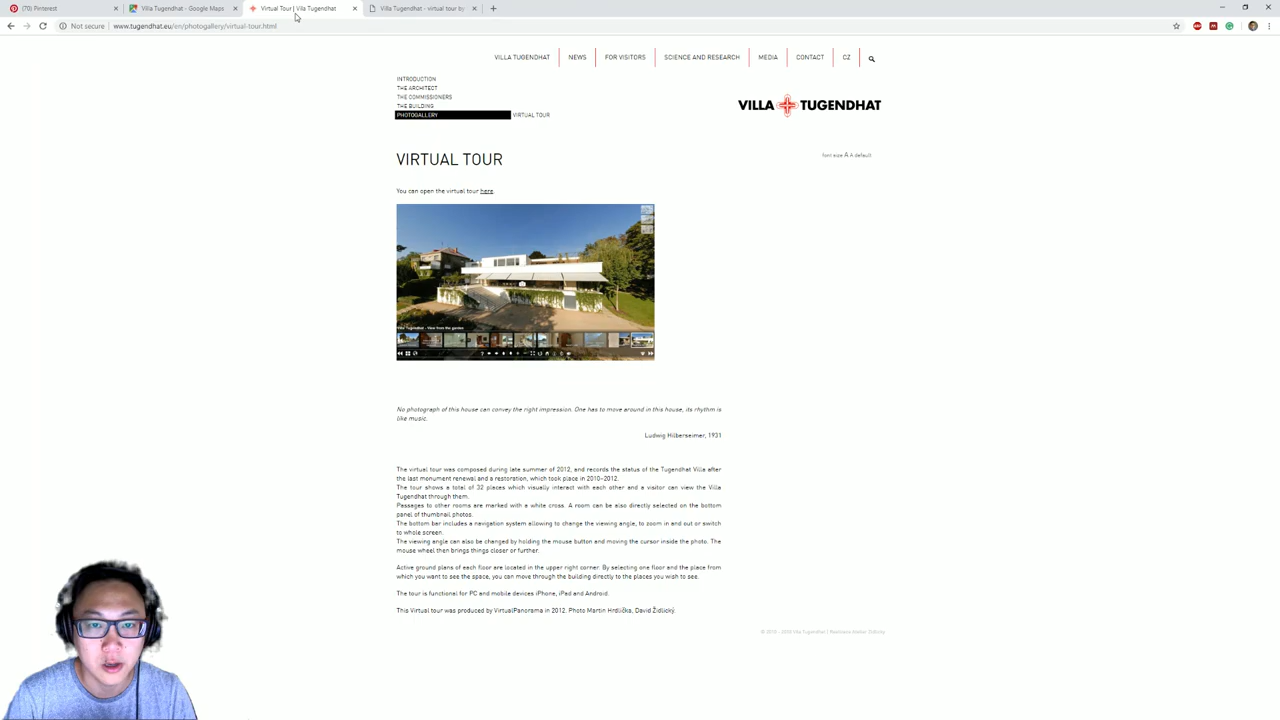 (70) Pinterest
Villa Tugendhat - Google Maps
Virtual Tour | Vila Tugendhat
Villa Tugendhat - virtual tour by
Not secure
www.tugendhat.eu/en/photogallery/virtual-tour.html
VILLA TUGENDHAT
NEWS
FOR VISITORS
SCIENCE AND RESEARCH
MEDIA
CONTACT
CZ
INTRODUCTION
THE ARCHITECT
THE COMMISSIONERS
THE BUILDING
PHOTOGALLERY
VIRTUAL TOUR
VILLA TUGENDHAT
VIRTUAL TOUR
font size A A default
You can open the virtual tour here.
Villa Tugendhat - View from the garden
No photograph of this house can convey the right impression. One has to move around in this house, its rhythm is
like music.
Ludwig Hilberseimer, 1931
The virtual tour was composed during late summer of 2012, and records the status of the Tugendhat Villa after
the last monument renewal and a restoration, which took place in 2010–2012.
The tour shows a total of 32 places which visually interact with each other and a visitor can view the Villa
Tugendhat through them.
Passages to other rooms are marked with a white cross. A room can be also directly selected on the bottom
panel of thumbnail photos.
The bottom bar includes a navigation system allowing to change the viewing angle, to zoom in and out or switch
to whole screen.
The viewing angle can also be changed by holding the mouse button and moving the cursor inside the photo. The
mouse wheel then brings things closer or further.
Active ground plans of each floor are located in the upper right corner. By selecting one floor and the place from
which you want to see the space, you can move through the building directly to the places you wish to see.
The tour is functional for PC and mobile devices iPhone, iPad and Android.
This Virtual tour was produced by VirtualPanorama in 2012. Photo Martin Hrdlička, David Židlický.